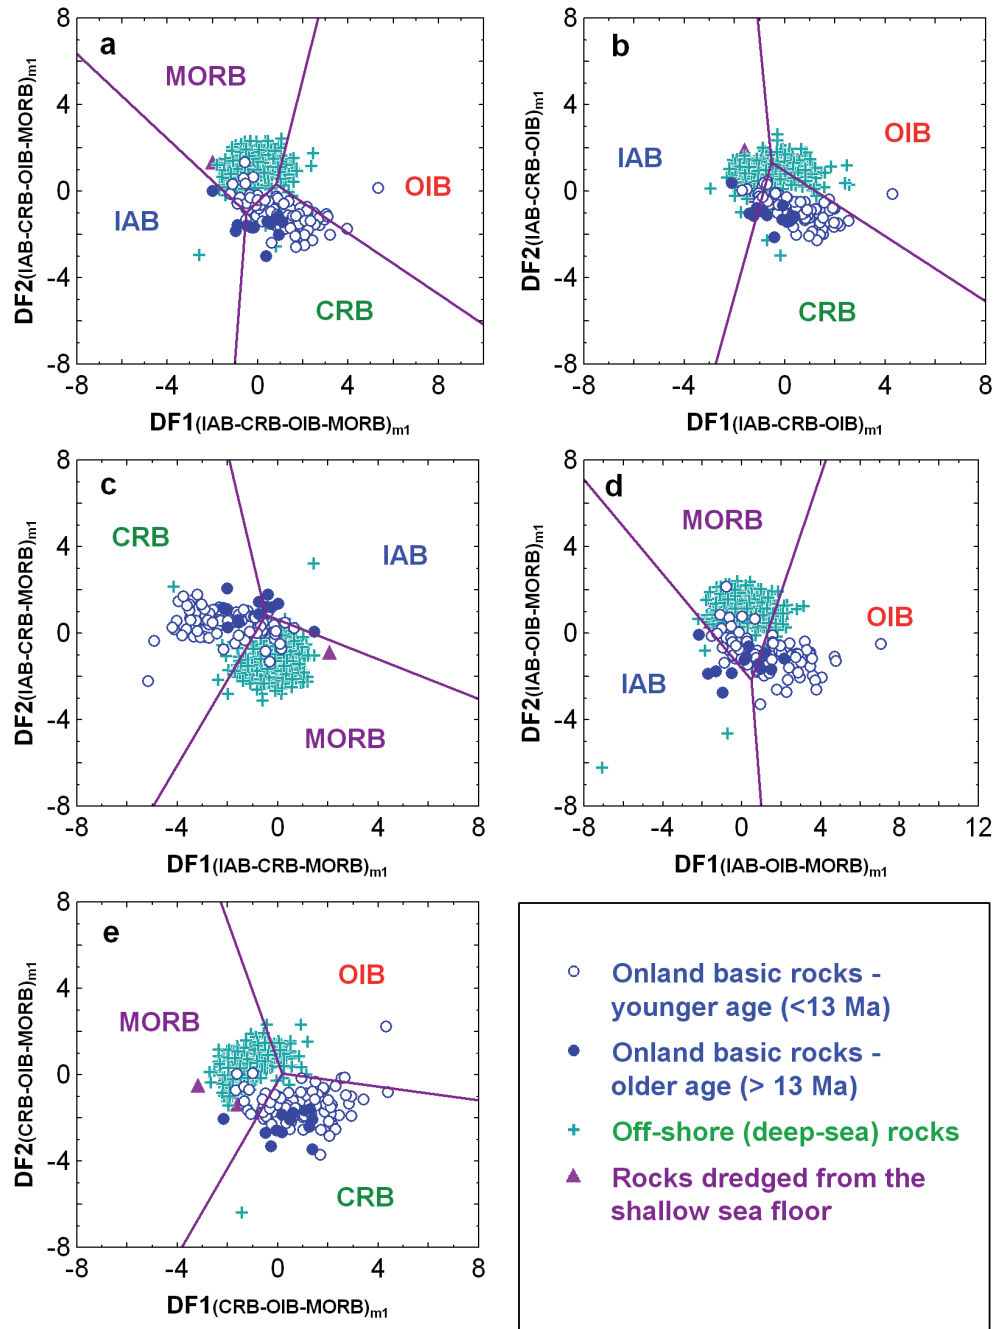 a
MORB
OIB
IAB
CRB
8
4
0
-4
-8
-8 -4 0 4 8
DF2(IAB-CRB-OIB-MORB)m1
DF1(IAB-CRB-OIB-MORB)m1
b
OIB
IAB
CRB
8
4
0
-4
-8
-8 -4 0 4 8
DF2(IAB-CRB-OIB)m1
DF1(IAB-CRB-OIB)m1
c
CRB
IAB
MORB
8
4
0
-4
-8
-8 -4 0 4 8
DF2(IAB-CRB-MORB)m1
DF1(IAB-CRB-MORB)m1
d
MORB
OIB
IAB
8
4
0
-4
-8
-8 -4 0 4 8 12
DF2(IAB-OIB-MORB)m1
DF1(IAB-OIB-MORB)m1
e
OIB
MORB
CRB
8
4
0
-4
-8
-8 -4 0 4 8
DF2(CRB-OIB-MORB)m1
DF1(CRB-OIB-MORB)m1
Onland basic rocks -
younger age (<13 Ma)
Onland basic rocks -
older age (> 13 Ma)
Off-shore (deep-sea) rocks
Rocks dredged from the
shallow sea floor